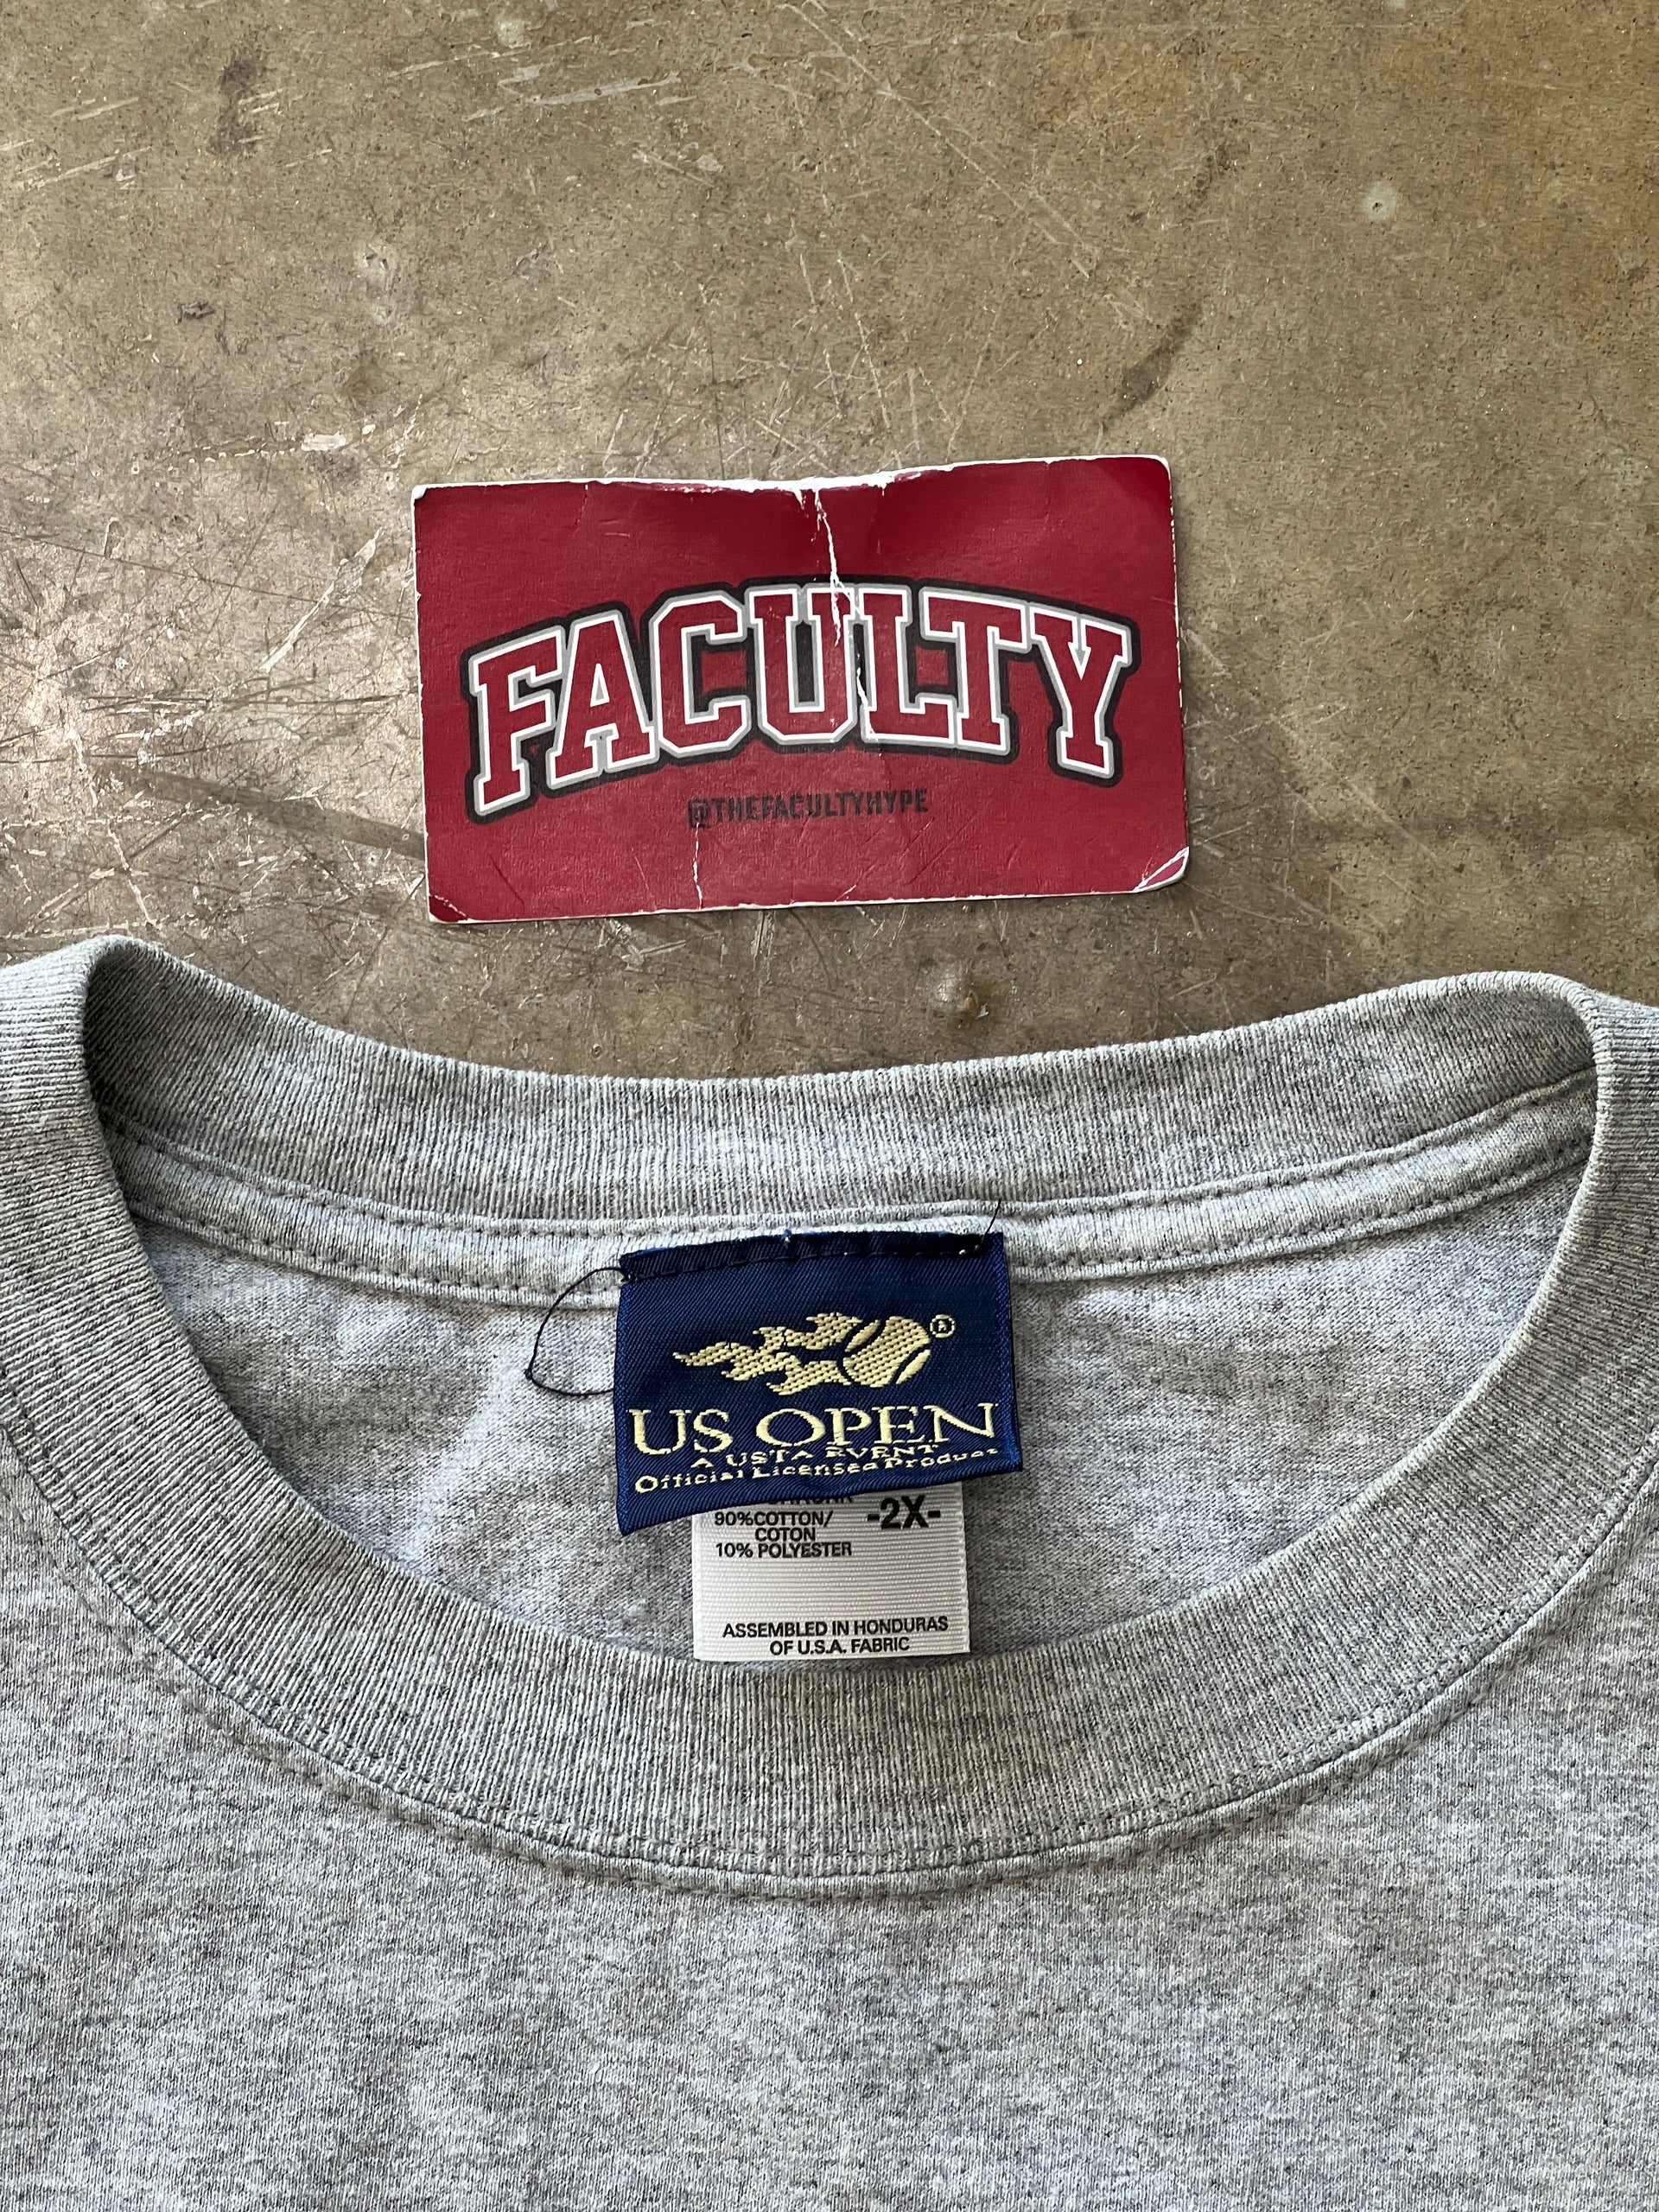 FACULTY
@THEFACULTYHYPE
®
US OPEN
A USTA EVENT
Official Licensed Product
-2X-
90%COTTON/
COTON
10% POLYESTER
ASSEMBLED IN HONDURAS
OF U.S.A. FABRIC